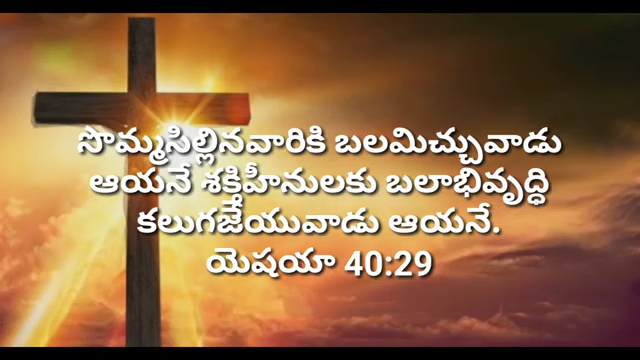 సొమ్మసిల్లినవారికి బలమిచ్చువాడు
ఆయనే శక్తిహీనులకు బలాభివృద్ధి
కలుగజేయువాడు ఆయనే.
యెషయా 40:29